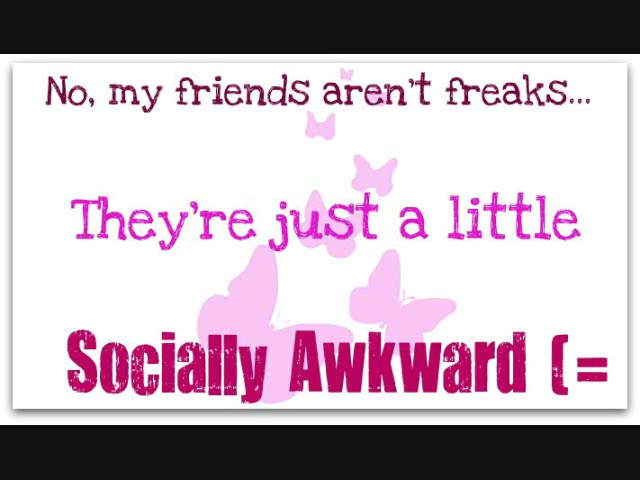 No, my friends aren't freaks...
They're just a little
Socially Awkward (=